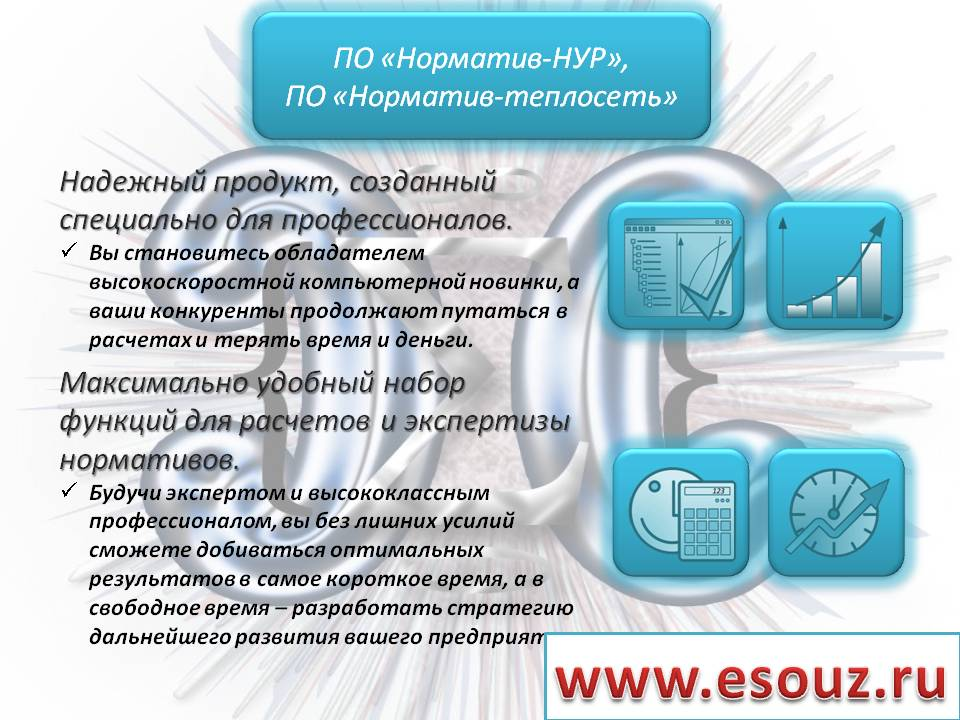 ПО «Норматив-НУР»,
ПО «Норматив-теплосеть»
Надежный продукт, созданный
специально для профессионалов.
✓ Вы становитесь обладателем
высокоскоростной компьютерной новинки, а
ваши конкуренты продолжают путаться в
расчетах и терять время и деньги.
Максимально удобный набор
функций для расчетов и экспертизы
нормативов.
✓ Будучи экспертом и высококлассным
профессионалом, вы без лишних усилий
сможете добиваться оптимальных
результатов в самое короткое время, а в
свободное время – разработать стратегию
дальнейшего развития вашего
123
www.esouz.ru